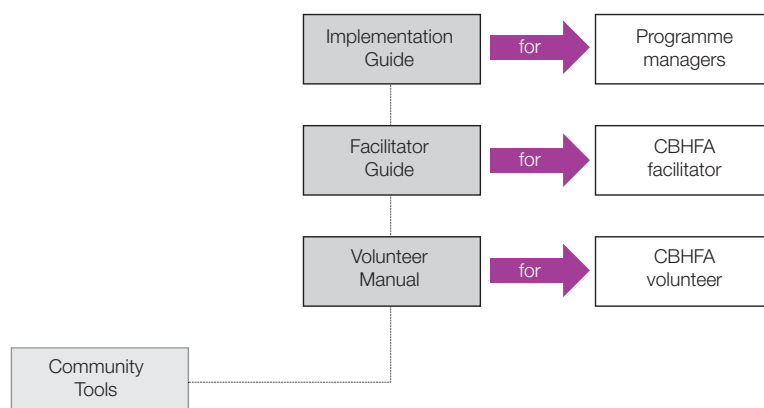 Implementation
Guide
for
Programme
managers
Facilitator
Guide
for
CBHFA
facilitator
Volunteer
Manual
for
CBHFA
volunteer
Community
Tools